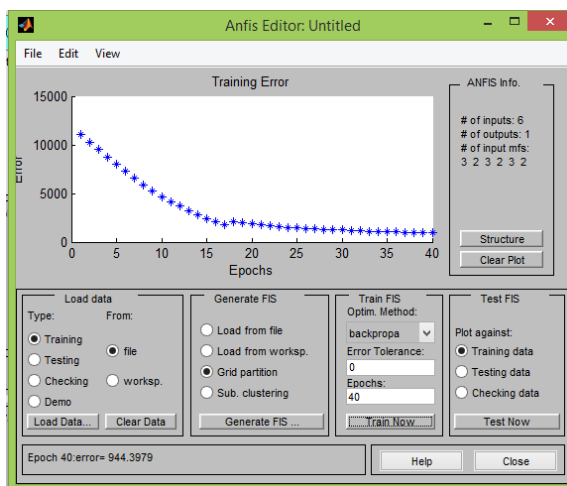 Anfis Editor: Untitled
File Edit View
Training Error
15000
10000
5000
0
Error
0 5 10 15 20 25 30 35 40
Epochs
ANFIS Info.
# of inputs: 6
# of outputs: 1
# of input mfs:
3 2 3 2 3 2
Structure
Clear Plot
Load data
Type: From:
Training
Testing
Checking
Demo
file
worksp.
Load Data... Clear Data
Generate FIS
Load from file
Load from worksp.
Grid partition
Sub. clustering
Generate FIS ...
Train FIS
Optim. Method:
backpropa
Error Tolerance:
0
Epochs:
40
Train Now
Test FIS
Plot against:
Training data
Testing data
Checking data
Test Now
Epoch 40:error= 944.3979
Help Close